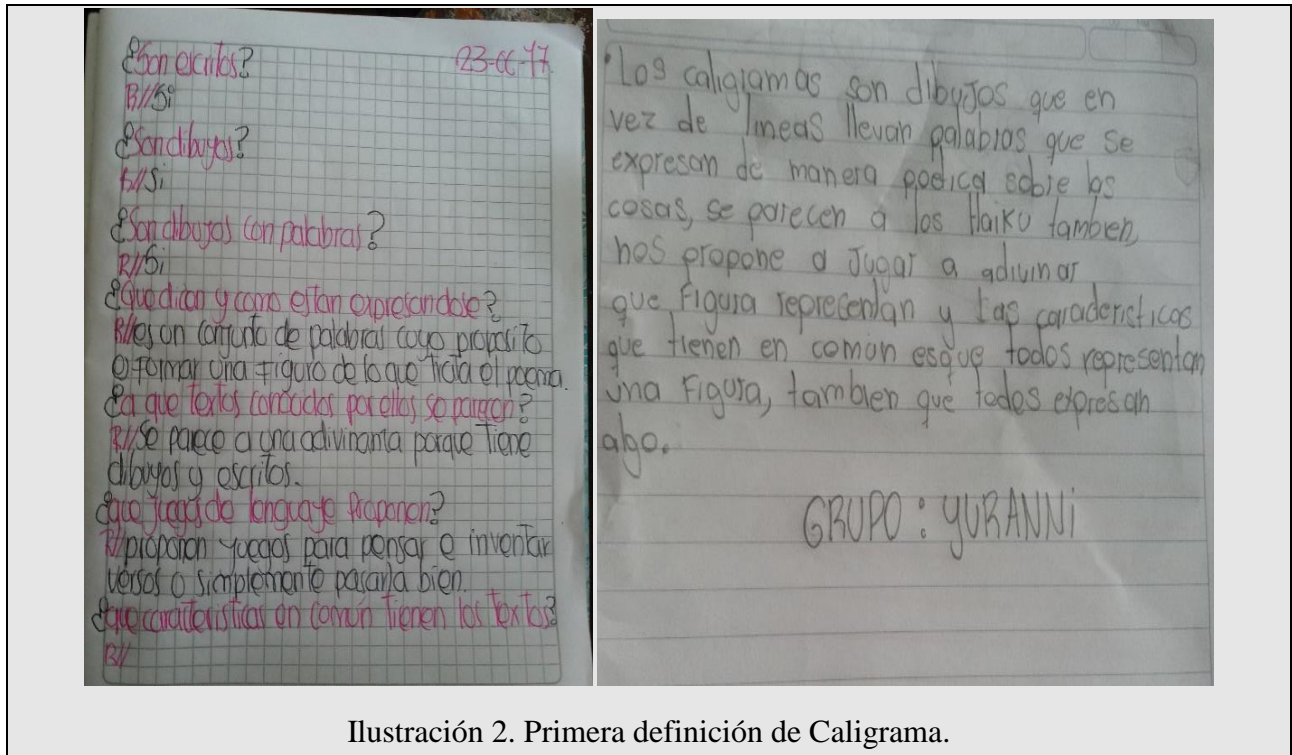 ¿Son escritos? 23-oc-17
R// Si
¿Son dibujos?
R// Si
¿Son dibujos con palabras?
R// Si
¿Que dicen y como estan expresandose?
R// es un conjunto de palabras cuyo proposito
e formar una figura de lo que trata el poema.
¿a que textos conocidos por ellos se parecen?
R// Se parece a una adivinanza porque tiene
dibuyos y escritos.
¿que juegos de lenguaje proponen?
R// proponen yuegos para pensar e inventar
versos o simplemente pasarla bien.
¿que caracteristicas en común tienen los textos?
R//
• Los caligramas son dibujos que en
vez de lineas llevan palabras que se
expresan de manera poetica sobre las
cosas, se parecen a los Haiku tambien,
nos propone a Jugar a adivinar
que Figura representan y las caracteristicas
que tienen en comun esque todos representan
una Figura, tambien que todos expresan
algo.
GRUPO: YURANNi
Ilustración 2. Primera definición de Caligrama.